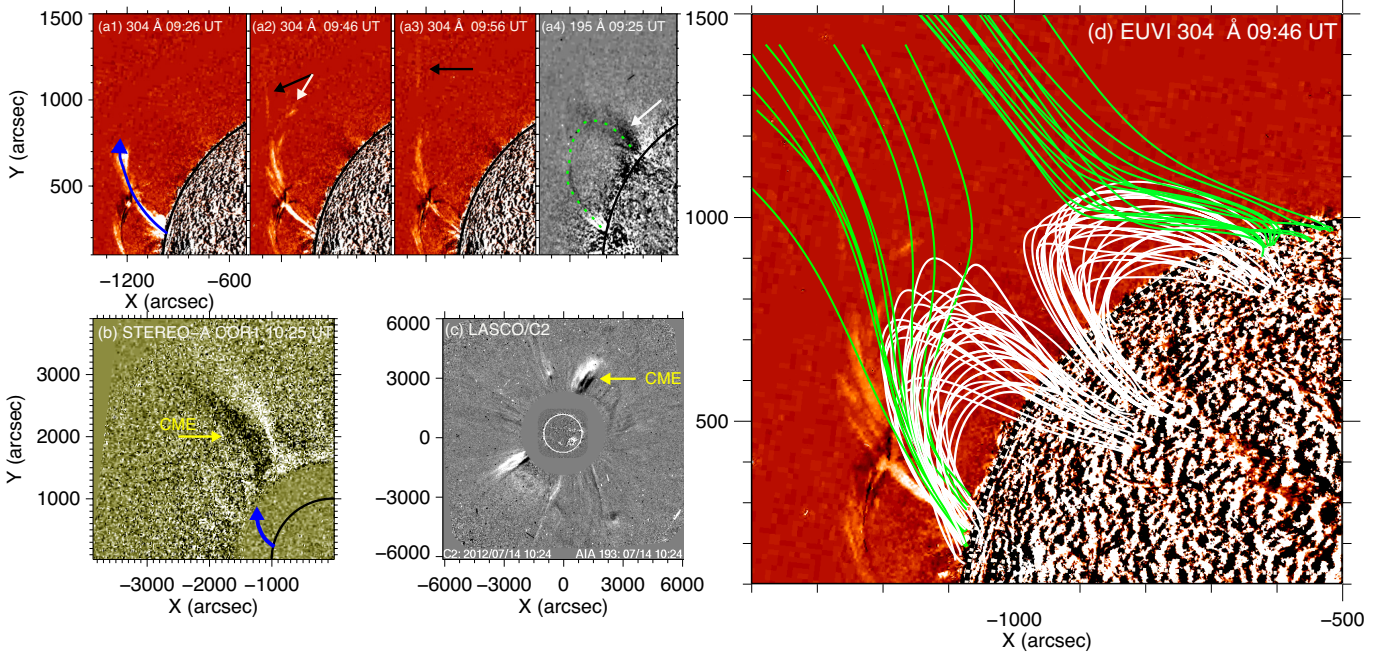 (a1) 304 Å 09:26 UT
(a2) 304 Å 09:46 UT
(a3) 304 Å 09:56 UT
(a4) 195 Å 09:25 UT
1500
1000
500
Y (arcsec)
−1200
−600
X (arcsec)
(b) STEREO−A COR1 10:25 UT
CME
3000
2000
1000
Y (arcsec)
−3000
−2000
−1000
X (arcsec)
(c) LASCO/C2
CME
6000
3000
0
−3000
−6000
C2: 2012/07/14 10:24
AIA 193: 07/14 10:24
−6000
−3000
0
3000
6000
X (arcsec)
(d) EUVI 304 Å 09:46 UT
1500
1000
500
−1000
−500
X (arcsec)